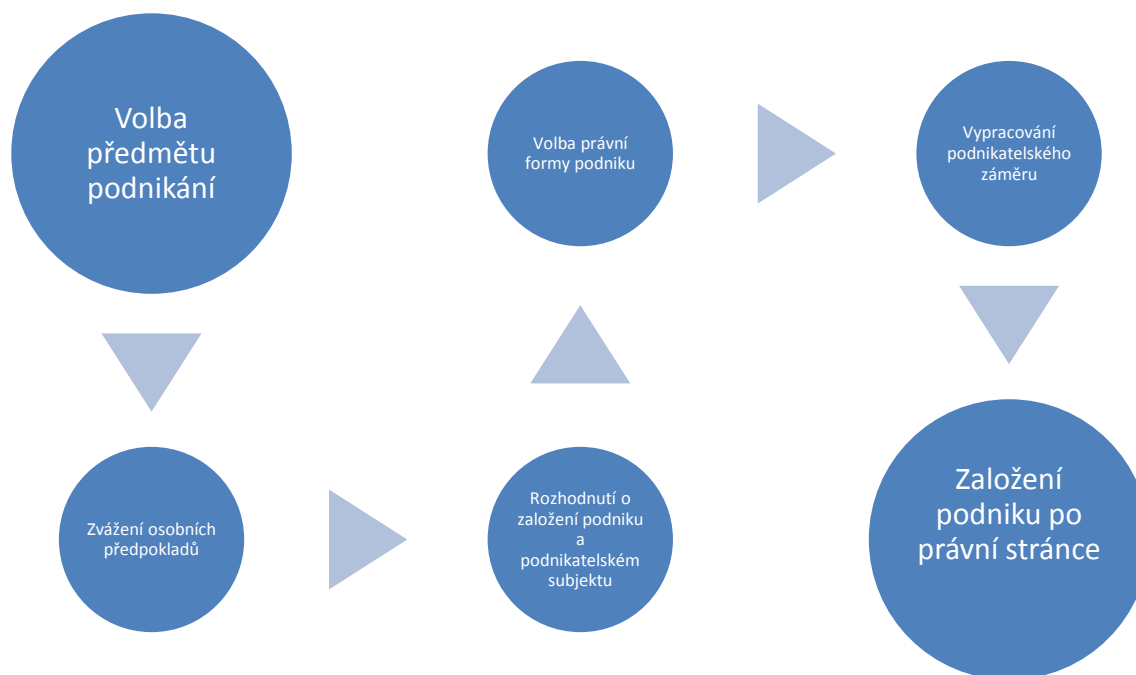 Volba
předmětu
podnikání
Zvážení osobních
předpokladů
Rozhodnutí o
založení podniku
a
podnikatelském
subjektu
Volba právní
formy podniku
Vypracování
podnikatelského
záměru
Založení
podniku po
právní stránce